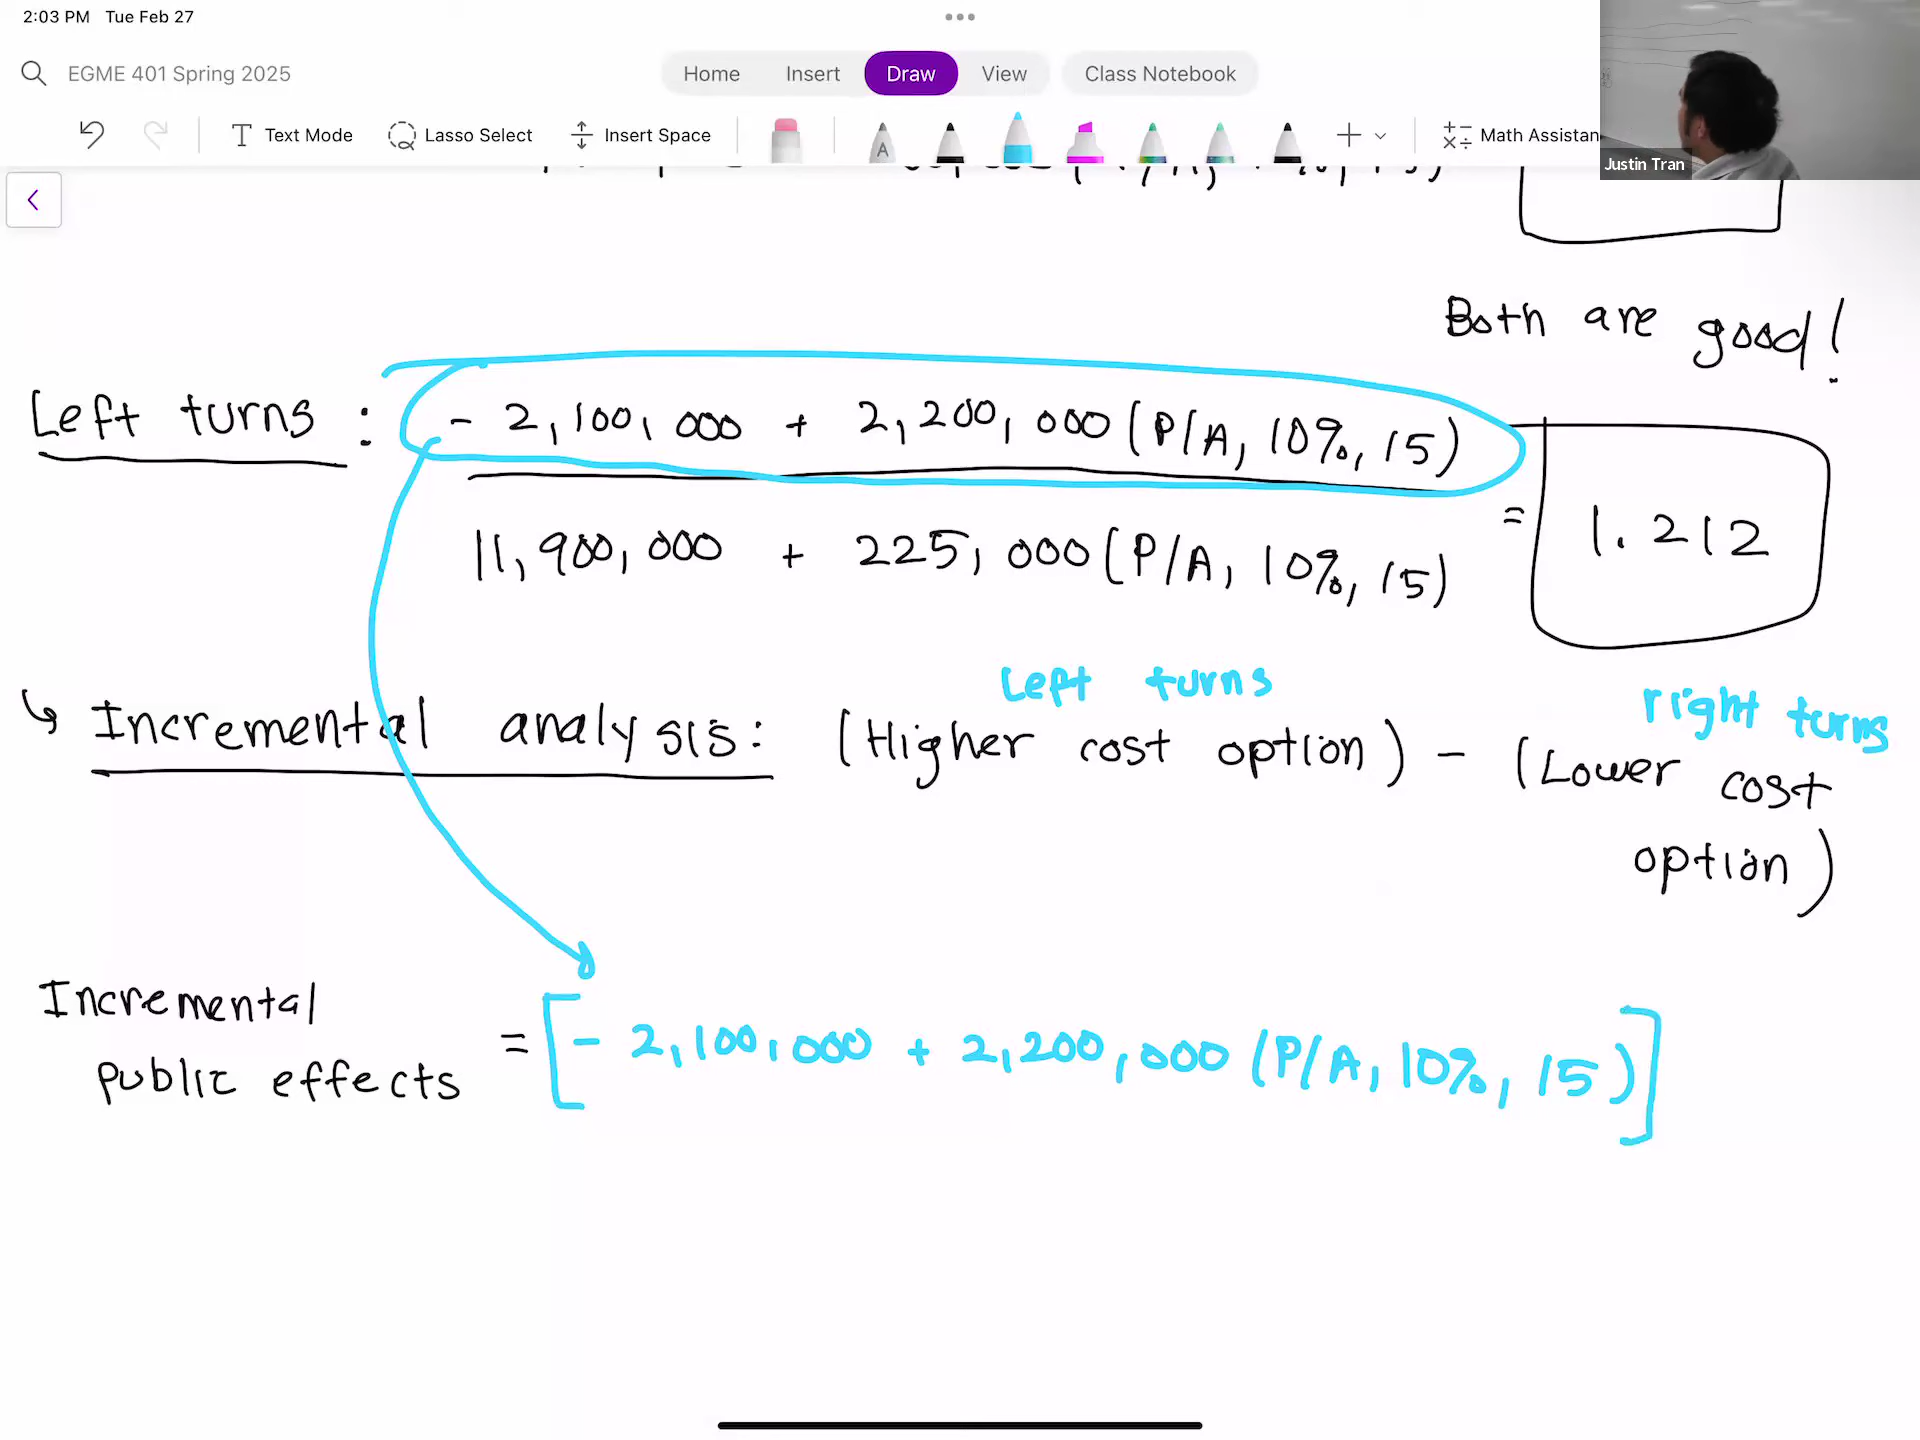 2:03 PM Tue Feb 27
EGME 401 Spring 2025
Home Insert Draw View Class Notebook
Text Mode Lasso Select Insert Space A Math Assistan
Justin Tran
Both are good!
Left turns: - 2,100,000 + 2,200,000 (P/A, 10%, 15)
11,900,000 + 225,000 (P/A, 10%, 15)
= 1.212
left turns
right turns
↳ Incremental analysis: (Higher cost option) - (Lower cost
option)
Incremental
public effects
= [- 2,100,000 + 2,200,000 (P/A, 10%, 15)]